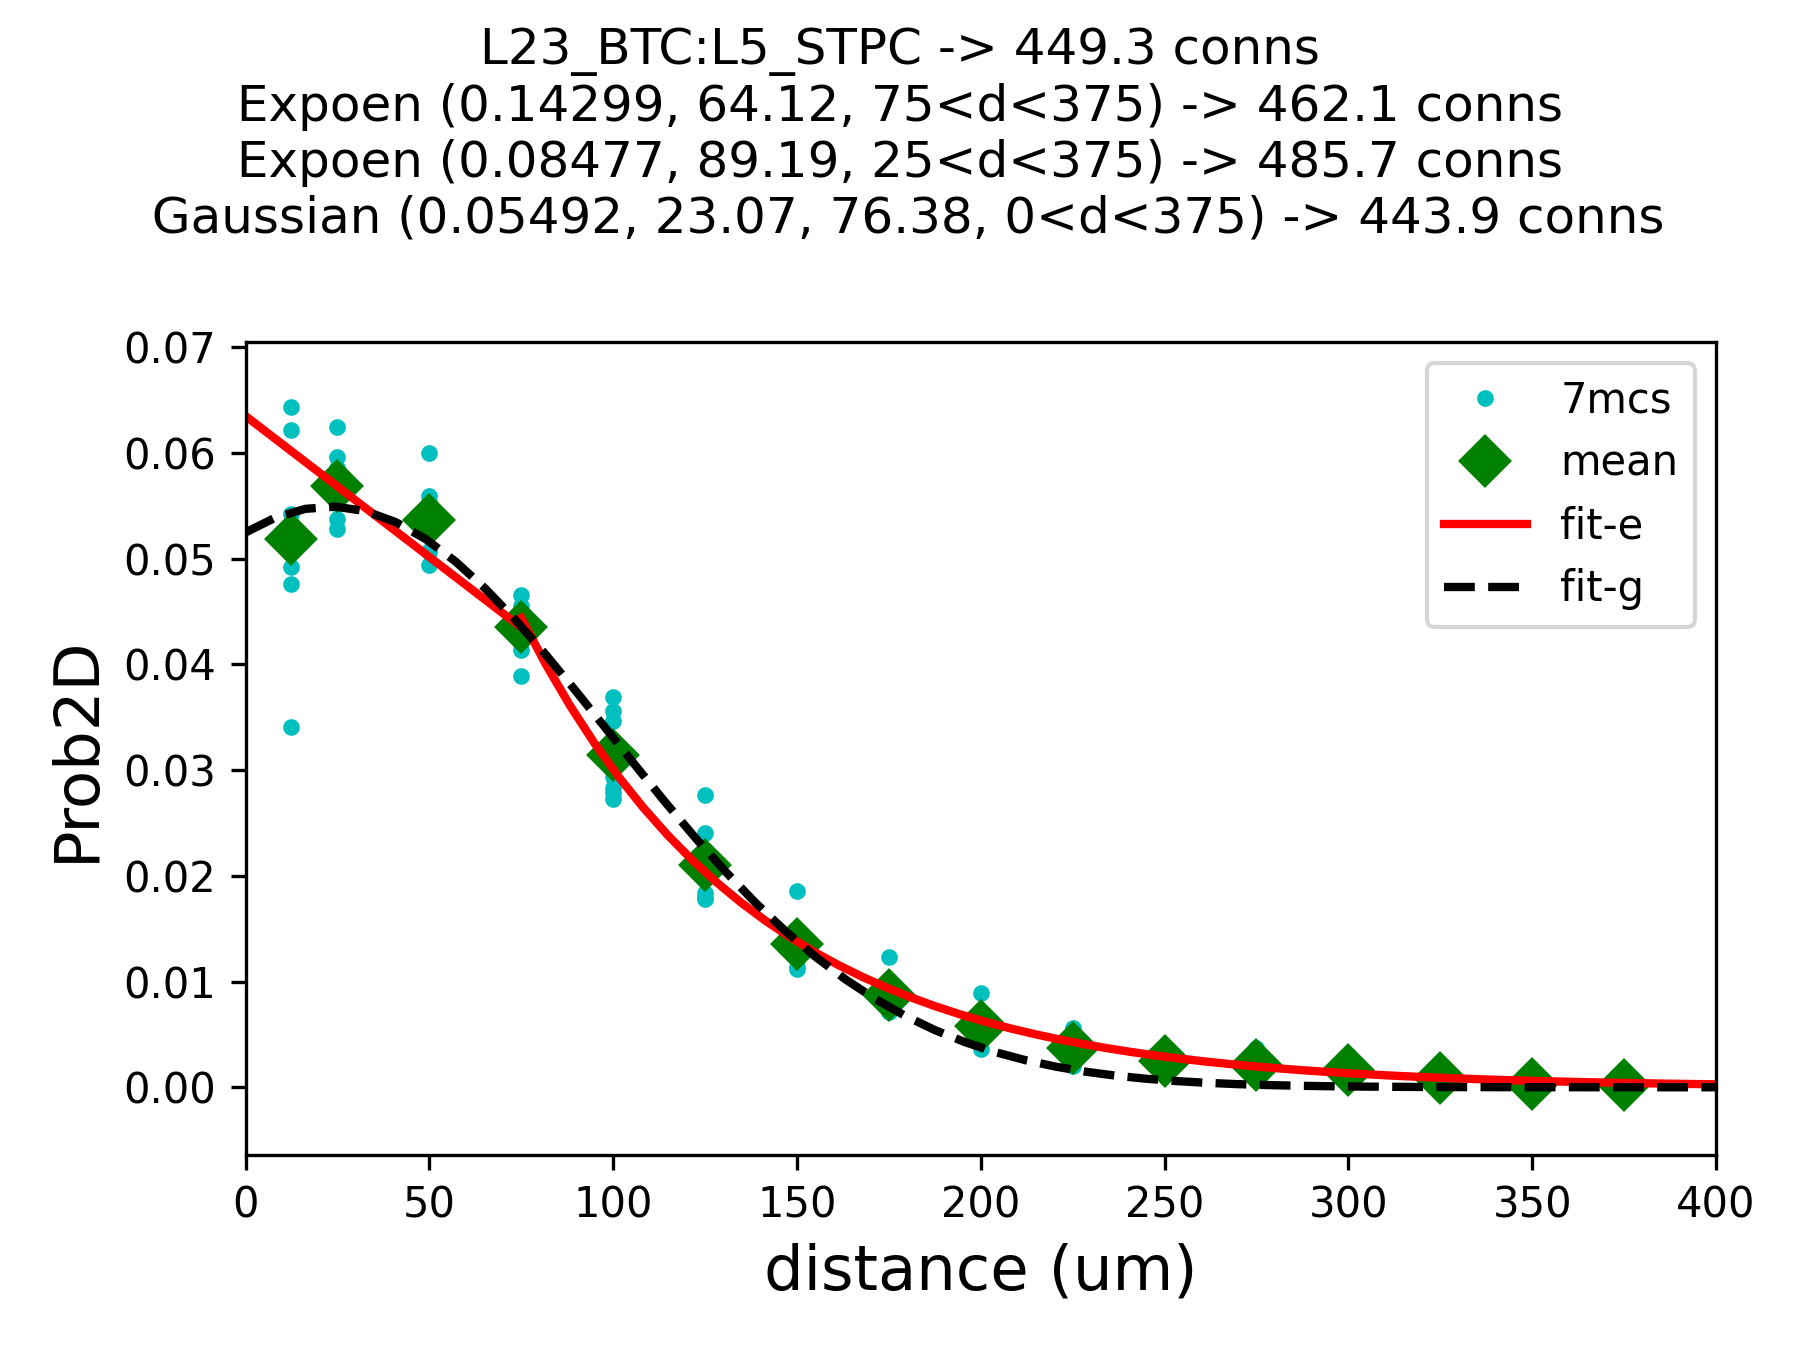 L23_BTC:L5_STPC -> 449.3 conns
Expoen (0.14299, 64.12, 75<d<375) -> 462.1 conns
Expoen (0.08477, 89.19, 25<d<375) -> 485.7 conns
Gaussian (0.05492, 23.07, 76.38, 0<d<375) -> 443.9 conns
7mcs
mean
fit-e
fit-g
Prob2D
0.07
0.06
0.05
0.04
0.03
0.02
0.01
0.00
0 50 100 150 200 250 300 350 400
distance (um)